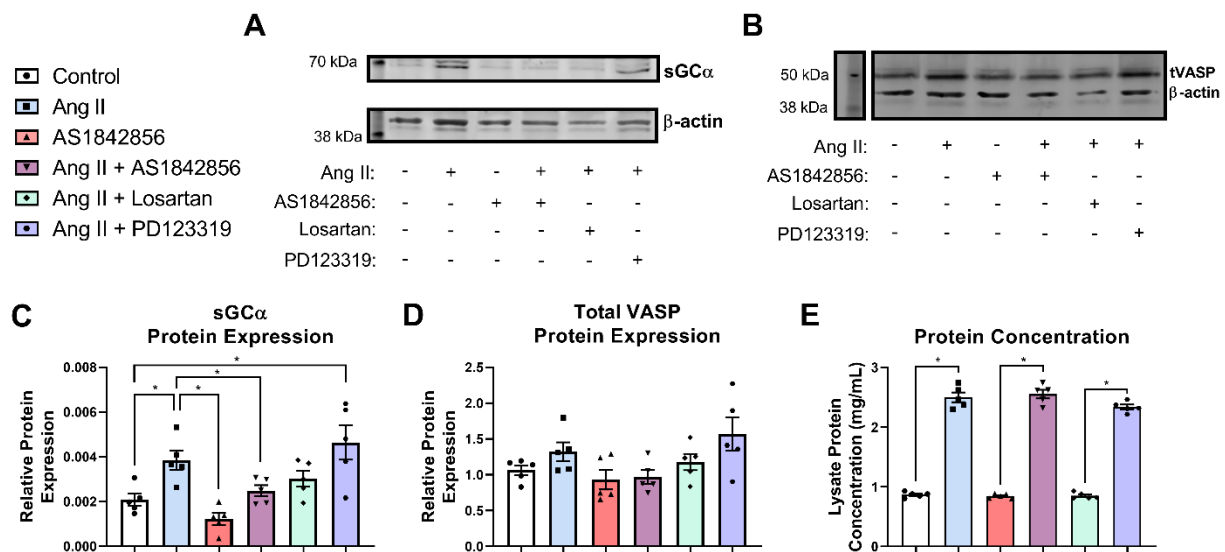 A
70 kDa
sGCα
β-actin
38 kDa
Ang II: - + - + + +
AS1842856: - - + + - -
Losartan: - - - - + -
PD123319: - - - - - +
B
50 kDa
tVASP
β-actin
38 kDa
Ang II: - + - + + +
AS1842856: - - + + - -
Losartan: - - - - + -
PD123319: - - - - - +
Control
Ang II
AS1842856
Ang II + AS1842856
Ang II + Losartan
Ang II + PD123319
C
sGCα
Protein Expression
Relative Protein
Expression
0.008
0.006
0.004
0.002
0.000
*
*
*
*
D
Total VASP
Protein Expression
Relative Protein
Expression
2.5
2.0
1.5
1.0
0.5
0.0
E
Protein Concentration
Lysate Protein
Concentration (mg/mL)
3
2
1
0
*
*
*